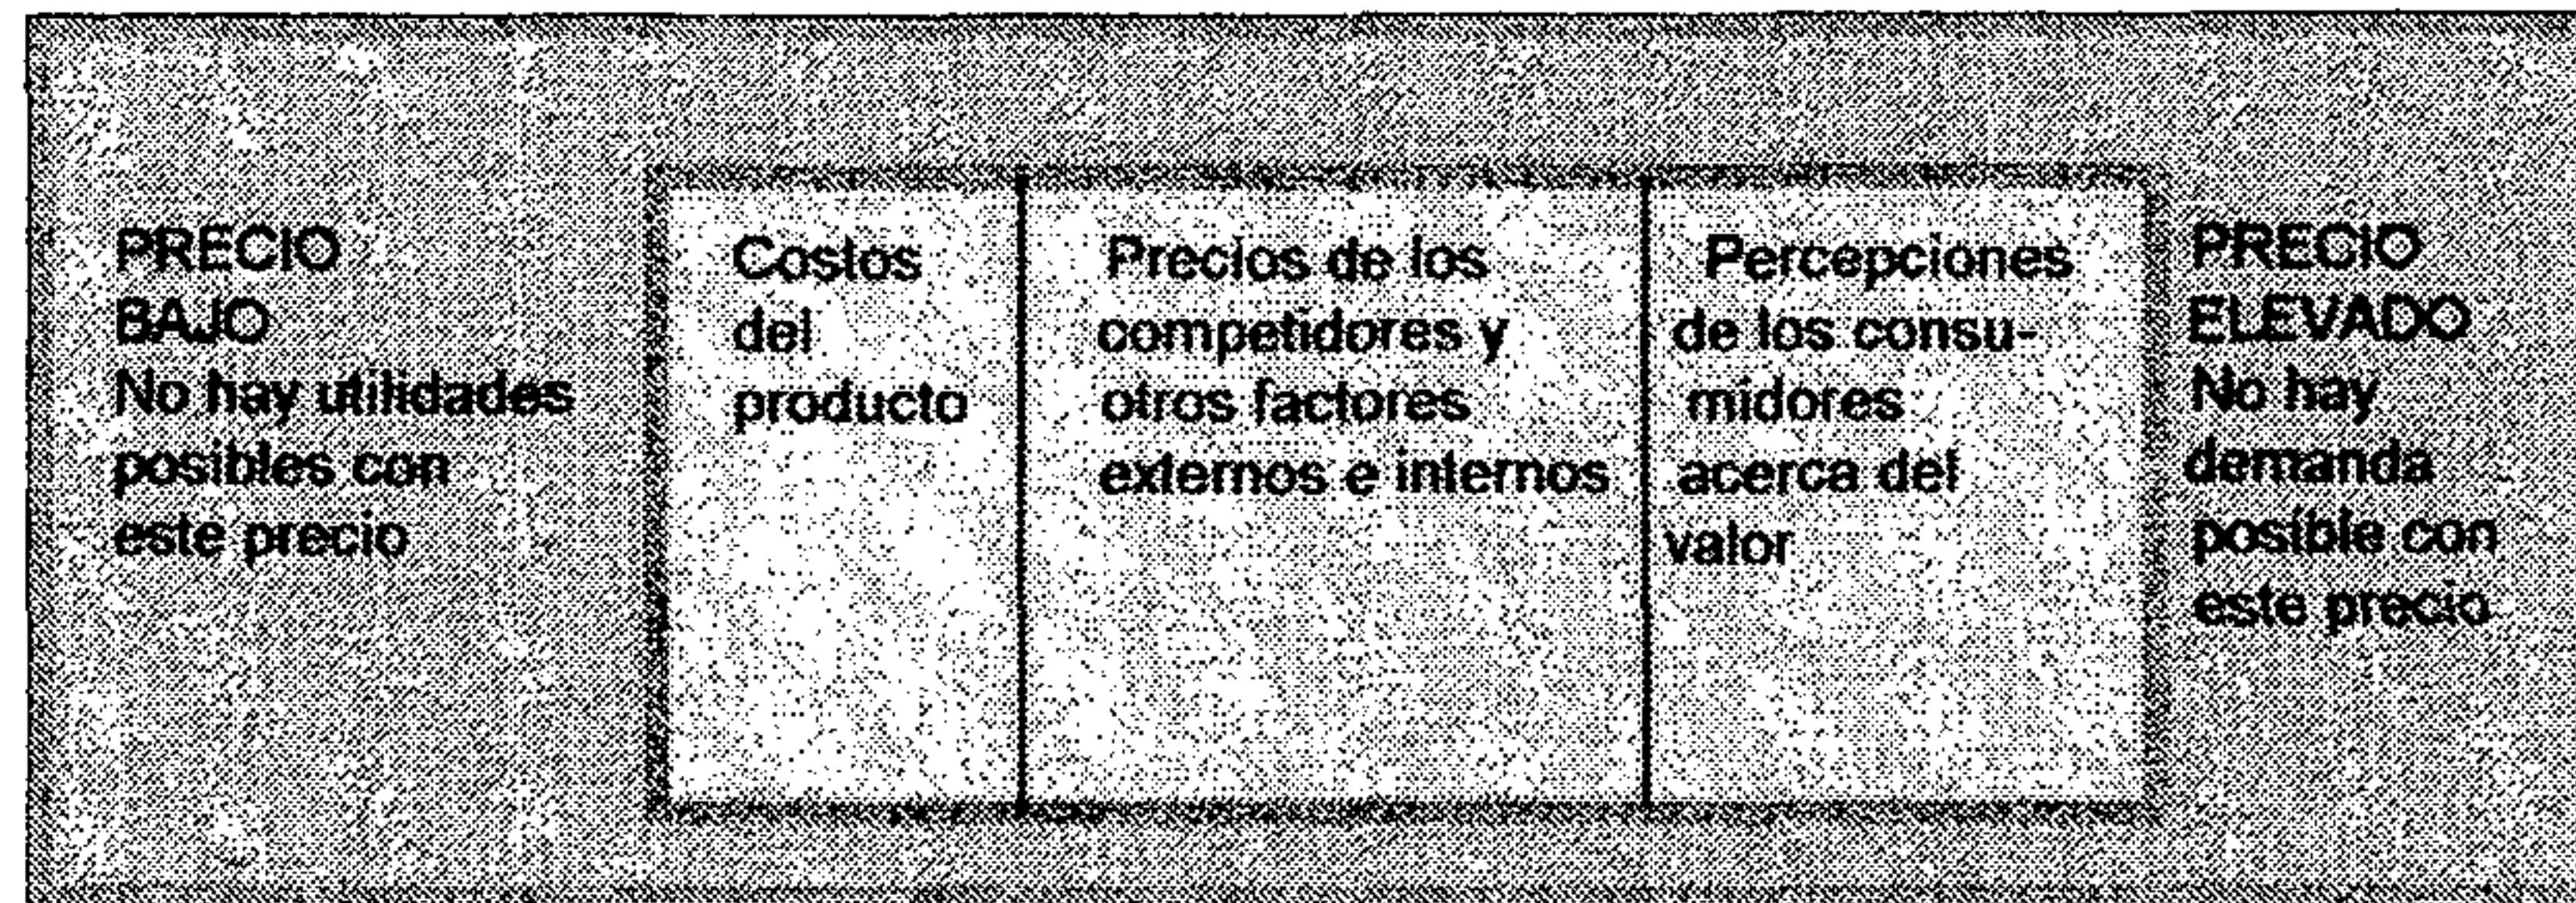 PRECIO
BAJO
No hay utilidades
posibles con
este precio
Costos
del
producto
Precios de los
competidores y
otros factores
externos e internos
Percepciones
de los consu-
midores
acerca del
valor
PRECIO
ELEVADO
No hay
demanda
posible con
este precio